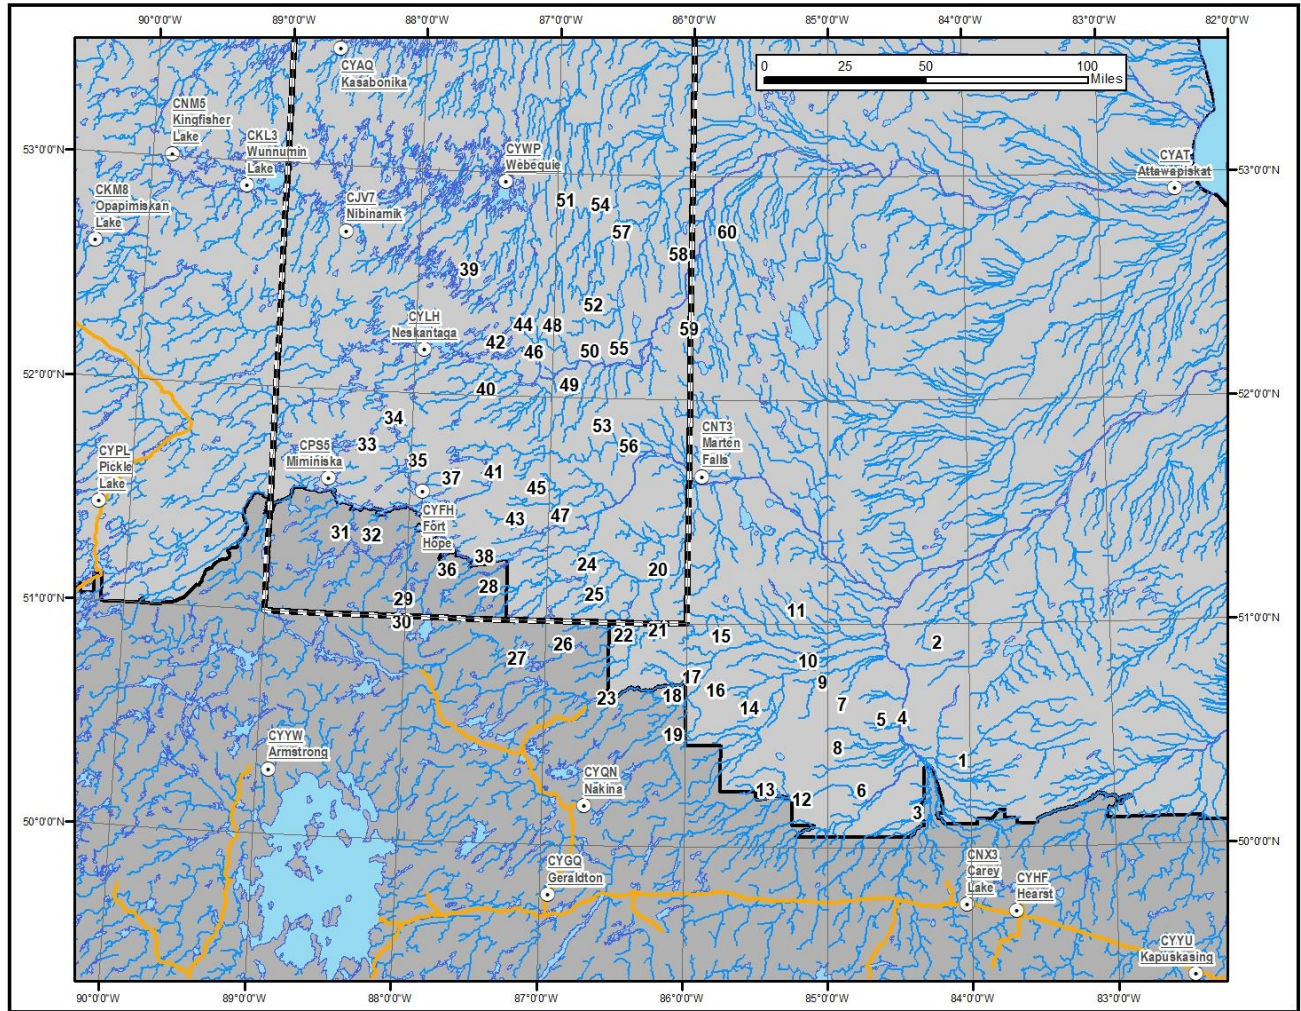 90°0'0"W 89°0'0"W 88°0'0"W 87°0'0"W 86°0'0"W 85°0'0"W 84°0'0"W 83°0'0"W 82°0'0"W
0 25 50 100
Miles
CYAQ
Kasabonika
CNM5
Kingfisher
Lake
CKL3
Wunnumin
Lake
CYWP
Webequie
CYAT
Attawapiskat
53°0'0"N
53°0'0"N
CKM8
Opapimiskan
Lake
CJV7
Nibinamik
51
54
57
60
58
39
52
CYLH
Neskantaga
44
48
59
42
46
50
55
52°0'0"N
40
49
52°0'0"N
34
53
33
56
CNT3
Marten
Falls
CYPL
Pickle
Lake
CPS5
Miminiska
35
37
41
45
CYFH
Fort
Hope
43
47
31
32
38
24
20
36
28
25
51°0'0"N
29
11
51°0'0"N
30
22
21
15
2
26
27
10
17
9
16
18
23
7
14
5
4
19
8
1
CYYW
Armstrong
CYQN
Nakina
13
12
6
3
50°0'0"N
50°0'0"N
CYGQ
Geraldton
CNX3
Carey
Lake
CYHF
Hearst
CYYU
Kapuskasing
90°0'0"W 89°0'0"W 88°0'0"W 87°0'0"W 86°0'0"W 85°0'0"W 84°0'0"W 83°0'0"W